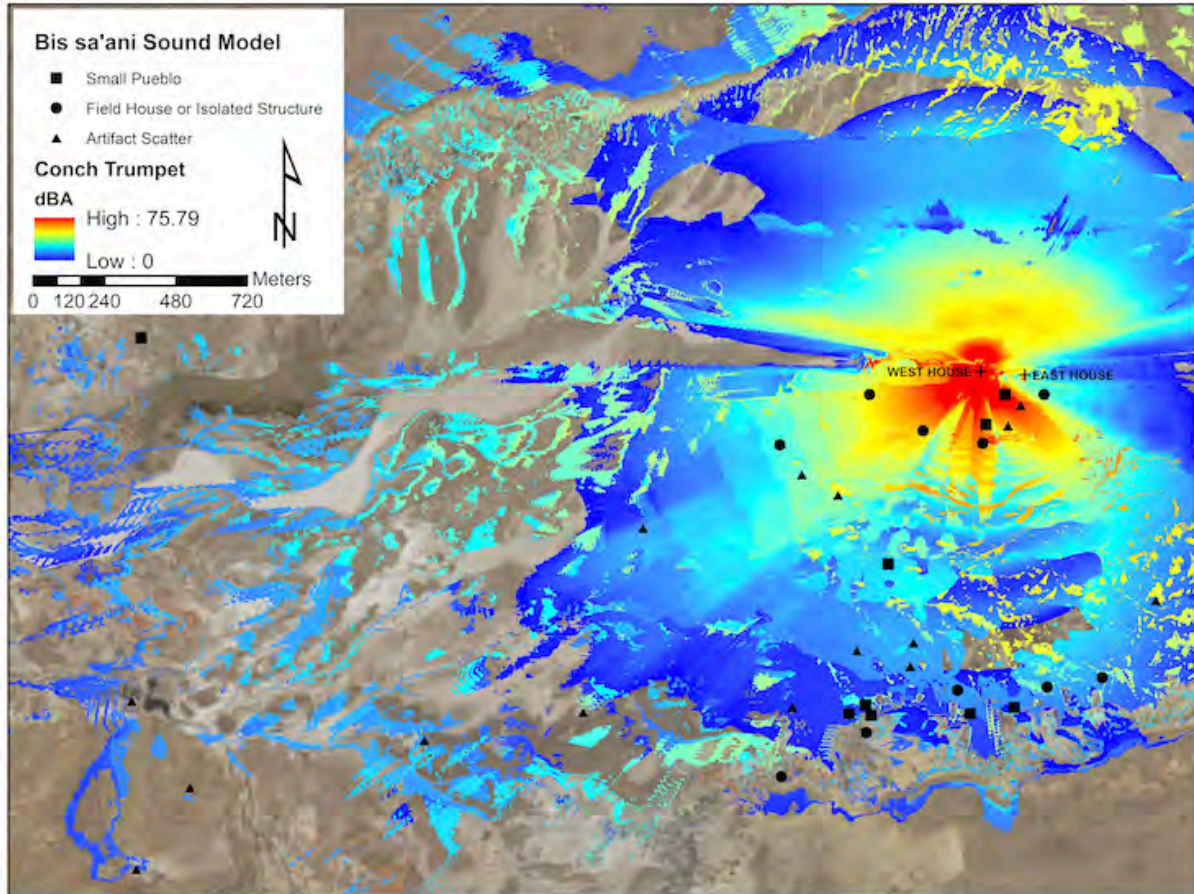 Bis sa'ani Sound Model
Small Pueblo
Field House or Isolated Structure
Artifact Scatter
Conch Trumpet
dBA
High : 75.79
Low : 0
N
Meters
0 120 240 480 720
WEST HOUSE
EAST HOUSE